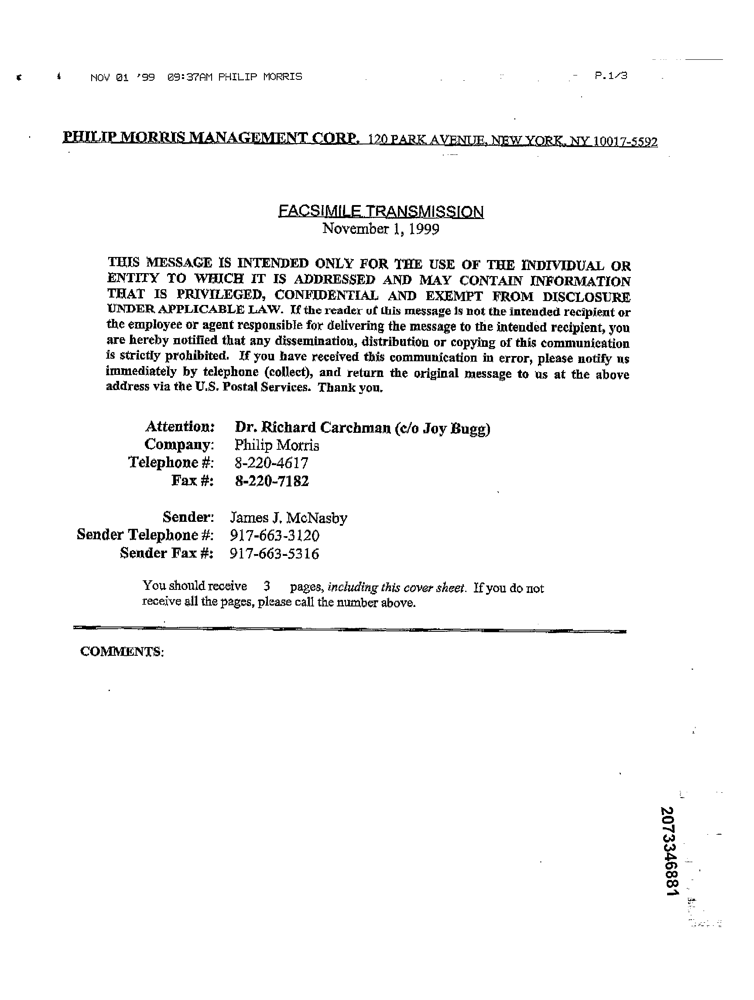 NOV 01 '99 09:37AM PHILIP MORRIS P.1/3
PHILIP MORRIS MANAGEMENT CORP. 120 PARK AVENUE, NEW YORK, NY 10017-5592
FACSIMILE TRANSMISSION
November 1, 1999
THIS MESSAGE IS INTENDED ONLY FOR THE USE OF THE INDIVIDUAL OR
ENTITY TO WHICH IT IS ADDRESSED AND MAY CONTAIN INFORMATION
THAT IS PRIVILEGED, CONFIDENTIAL AND EXEMPT FROM DISCLOSURE
UNDER APPLICABLE LAW. If the reader of this message is not the intended recipient or
the employee or agent responsible for delivering the message to the intended recipient, you
are hereby notified that any dissemination, distribution or copying of this communication
is strictly prohibited. If you have received this communication in error, please notify us
immediately by telephone (collect), and return the original message to us at the above
address via the U.S. Postal Services. Thank you.
Attention: Dr. Richard Carchman (c/o Joy Bugg)
Company: Philip Morris
Telephone #: 8-220-4617
Fax #: 8-220-7182
Sender: James J. McNasby
Sender Telephone #: 917-663-3120
Sender Fax #: 917-663-5316
You should receive 3 pages, including this cover sheet. If you do not
receive all the pages, please call the number above.
COMMENTS:
2073346881